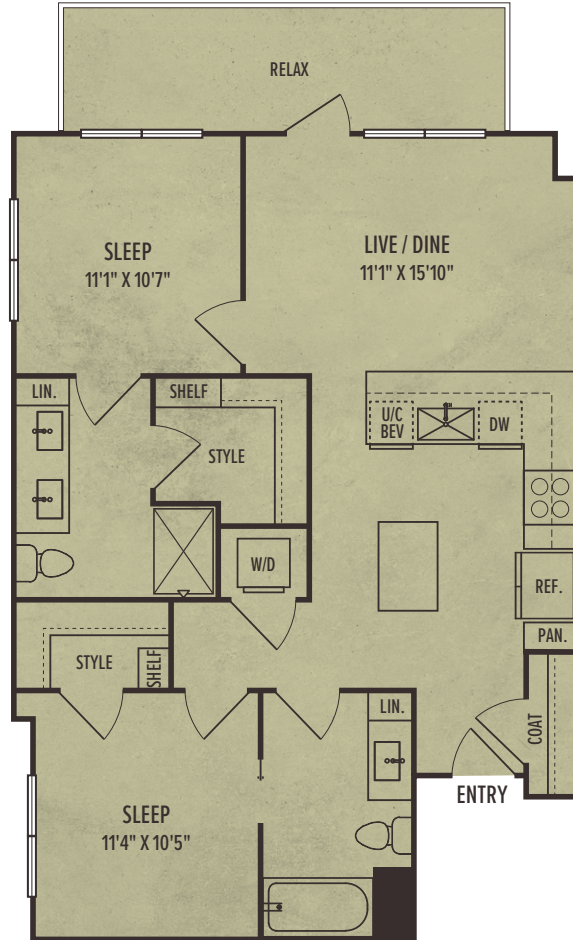 RELAX
SLEEP
11'1" X 10'7"
LIVE / DINE
11'1" X 15'10"
LIN.
SHELF
STYLE
U/C
BEV
DW
W/D
REF.
PAN.
STYLE
SHELF
LIN.
COAT
ENTRY
SLEEP
11'4" X 10'5"